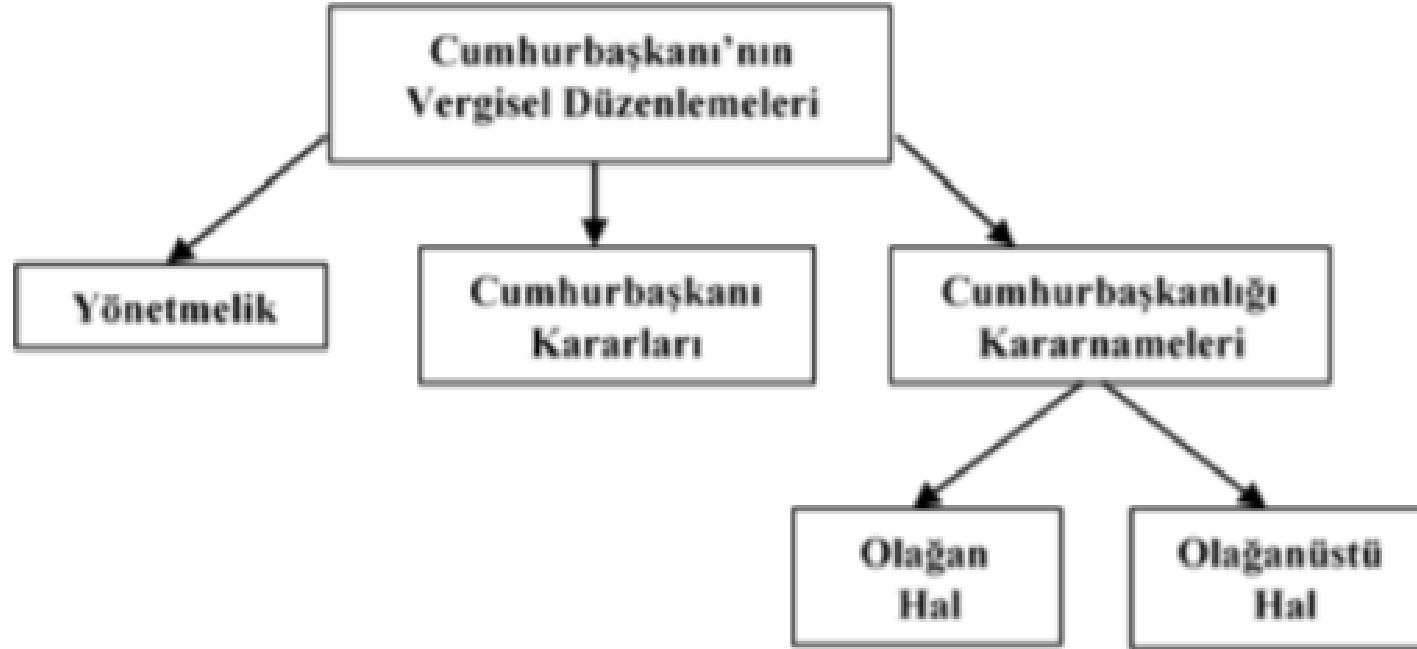 Cumhurbaşkanı'nın
Vergisel Düzenlemeleri
Yönetmelik
Cumhurbaşkanı
Kararları
Cumhurbaşkanlığı
Kararnameleri
Olağan
Hal
Olağanüstü
Hal